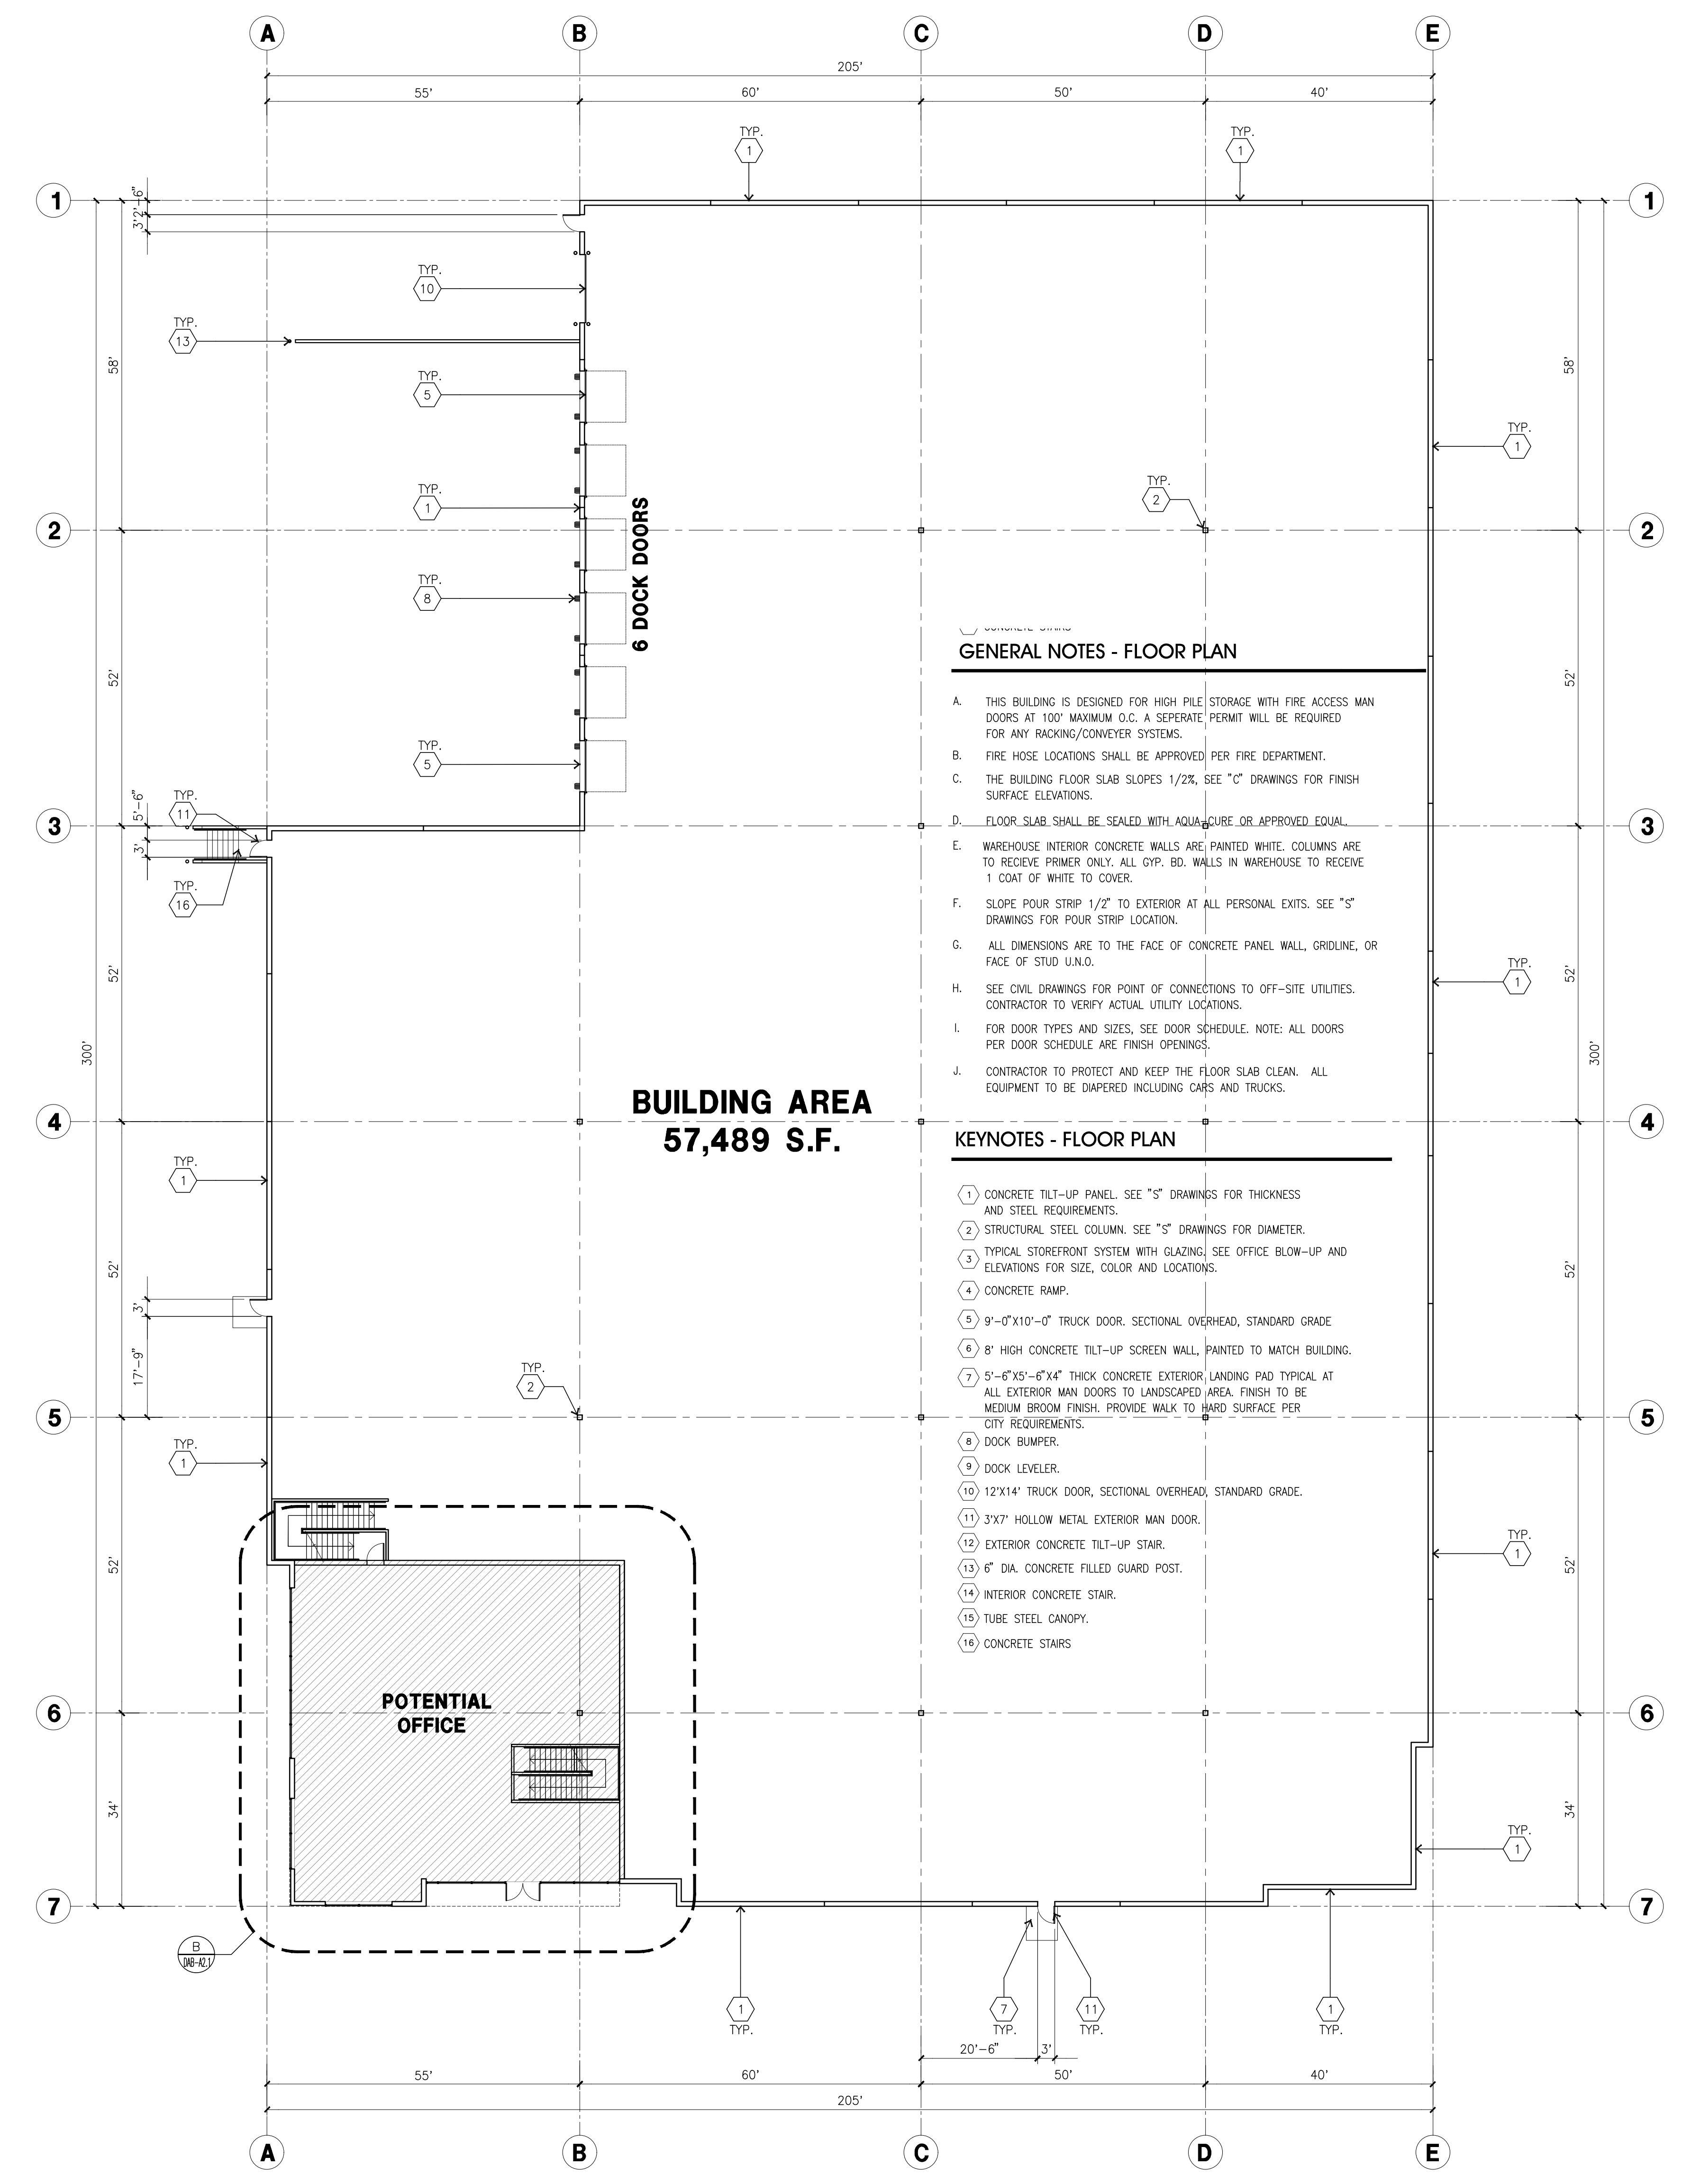 A B C D E
205'
55' 60' 50' 40'
TYP. TYP.
1 1
1 1
2'-6"
3'
TYP.
10
TYP.
13
58' 58'
TYP.
5
TYP.
1
TYP.
1
TYP.
2
6 DOCK DOORS
2 2
TYP.
8
52' 52'
TYP.
5
TYP.
11
5'-6"
3'
3 3
TYP.
16
52' 52'
TYP.
1
300' 300'
GENERAL NOTES - FLOOR PLAN
A. THIS BUILDING IS DESIGNED FOR HIGH PILE STORAGE WITH FIRE ACCESS MAN
DOORS AT 100' MAXIMUM O.C. A SEPERATE PERMIT WILL BE REQUIRED
FOR ANY RACKING/CONVEYER SYSTEMS.
B. FIRE HOSE LOCATIONS SHALL BE APPROVED PER FIRE DEPARTMENT.
C. THE BUILDING FLOOR SLAB SLOPES 1/2%, SEE "C" DRAWINGS FOR FINISH
SURFACE ELEVATIONS.
D. FLOOR SLAB SHALL BE SEALED WITH AQUA-CURE OR APPROVED EQUAL.
E. WAREHOUSE INTERIOR CONCRETE WALLS ARE PAINTED WHITE. COLUMNS ARE
TO RECIEVE PRIMER ONLY. ALL GYP. BD. WALLS IN WAREHOUSE TO RECEIVE
1 COAT OF WHITE TO COVER.
F. SLOPE POUR STRIP 1/2" TO EXTERIOR AT ALL PERSONAL EXITS. SEE "S"
DRAWINGS FOR POUR STRIP LOCATION.
G. ALL DIMENSIONS ARE TO THE FACE OF CONCRETE PANEL WALL, GRIDLINE, OR
FACE OF STUD U.N.O.
H. SEE CIVIL DRAWINGS FOR POINT OF CONNECTIONS TO OFF-SITE UTILITIES.
CONTRACTOR TO VERIFY ACTUAL UTILITY LOCATIONS.
I. FOR DOOR TYPES AND SIZES, SEE DOOR SCHEDULE. NOTE: ALL DOORS
PER DOOR SCHEDULE ARE FINISH OPENINGS.
J. CONTRACTOR TO PROTECT AND KEEP THE FLOOR SLAB CLEAN. ALL
EQUIPMENT TO BE DIAPERED INCLUDING CARS AND TRUCKS.
BUILDING AREA
57,489 S.F.
4 4
KEYNOTES - FLOOR PLAN
1 CONCRETE TILT-UP PANEL. SEE "S" DRAWINGS FOR THICKNESS
AND STEEL REQUIREMENTS.
2 STRUCTURAL STEEL COLUMN. SEE "S" DRAWINGS FOR DIAMETER.
3 TYPICAL STOREFRONT SYSTEM WITH GLAZING. SEE OFFICE BLOW-UP AND
ELEVATIONS FOR SIZE, COLOR AND LOCATIONS.
4 CONCRETE RAMP.
5 9'-0"X10'-0" TRUCK DOOR. SECTIONAL OVERHEAD, STANDARD GRADE
6 8' HIGH CONCRETE TILT-UP SCREEN WALL, PAINTED TO MATCH BUILDING.
7 5'-6"X5'-6"X4" THICK CONCRETE EXTERIOR LANDING PAD TYPICAL AT
ALL EXTERIOR MAN DOORS TO LANDSCAPED AREA. FINISH TO BE
MEDIUM BROOM FINISH. PROVIDE WALK TO HARD SURFACE PER
CITY REQUIREMENTS.
8 DOCK BUMPER.
9 DOCK LEVELER.
10 12'X14' TRUCK DOOR, SECTIONAL OVERHEAD, STANDARD GRADE.
11 3'X7' HOLLOW METAL EXTERIOR MAN DOOR.
12 EXTERIOR CONCRETE TILT-UP STAIR.
13 6" DIA. CONCRETE FILLED GUARD POST.
14 INTERIOR CONCRETE STAIR.
15 TUBE STEEL CANOPY.
16 CONCRETE STAIRS
TYP.
1
52' 52'
3'
17'-9"
TYP.
2
5 5
TYP.
1
TYP.
1
52' 52'
POTENTIAL
OFFICE
6 6
34' 34'
TYP.
1
7 7
B
DAB-A2.1
1 7 11 1
TYP. TYP. TYP. TYP.
20'-6" 3'
55' 60' 50' 40'
205'
A B C D E